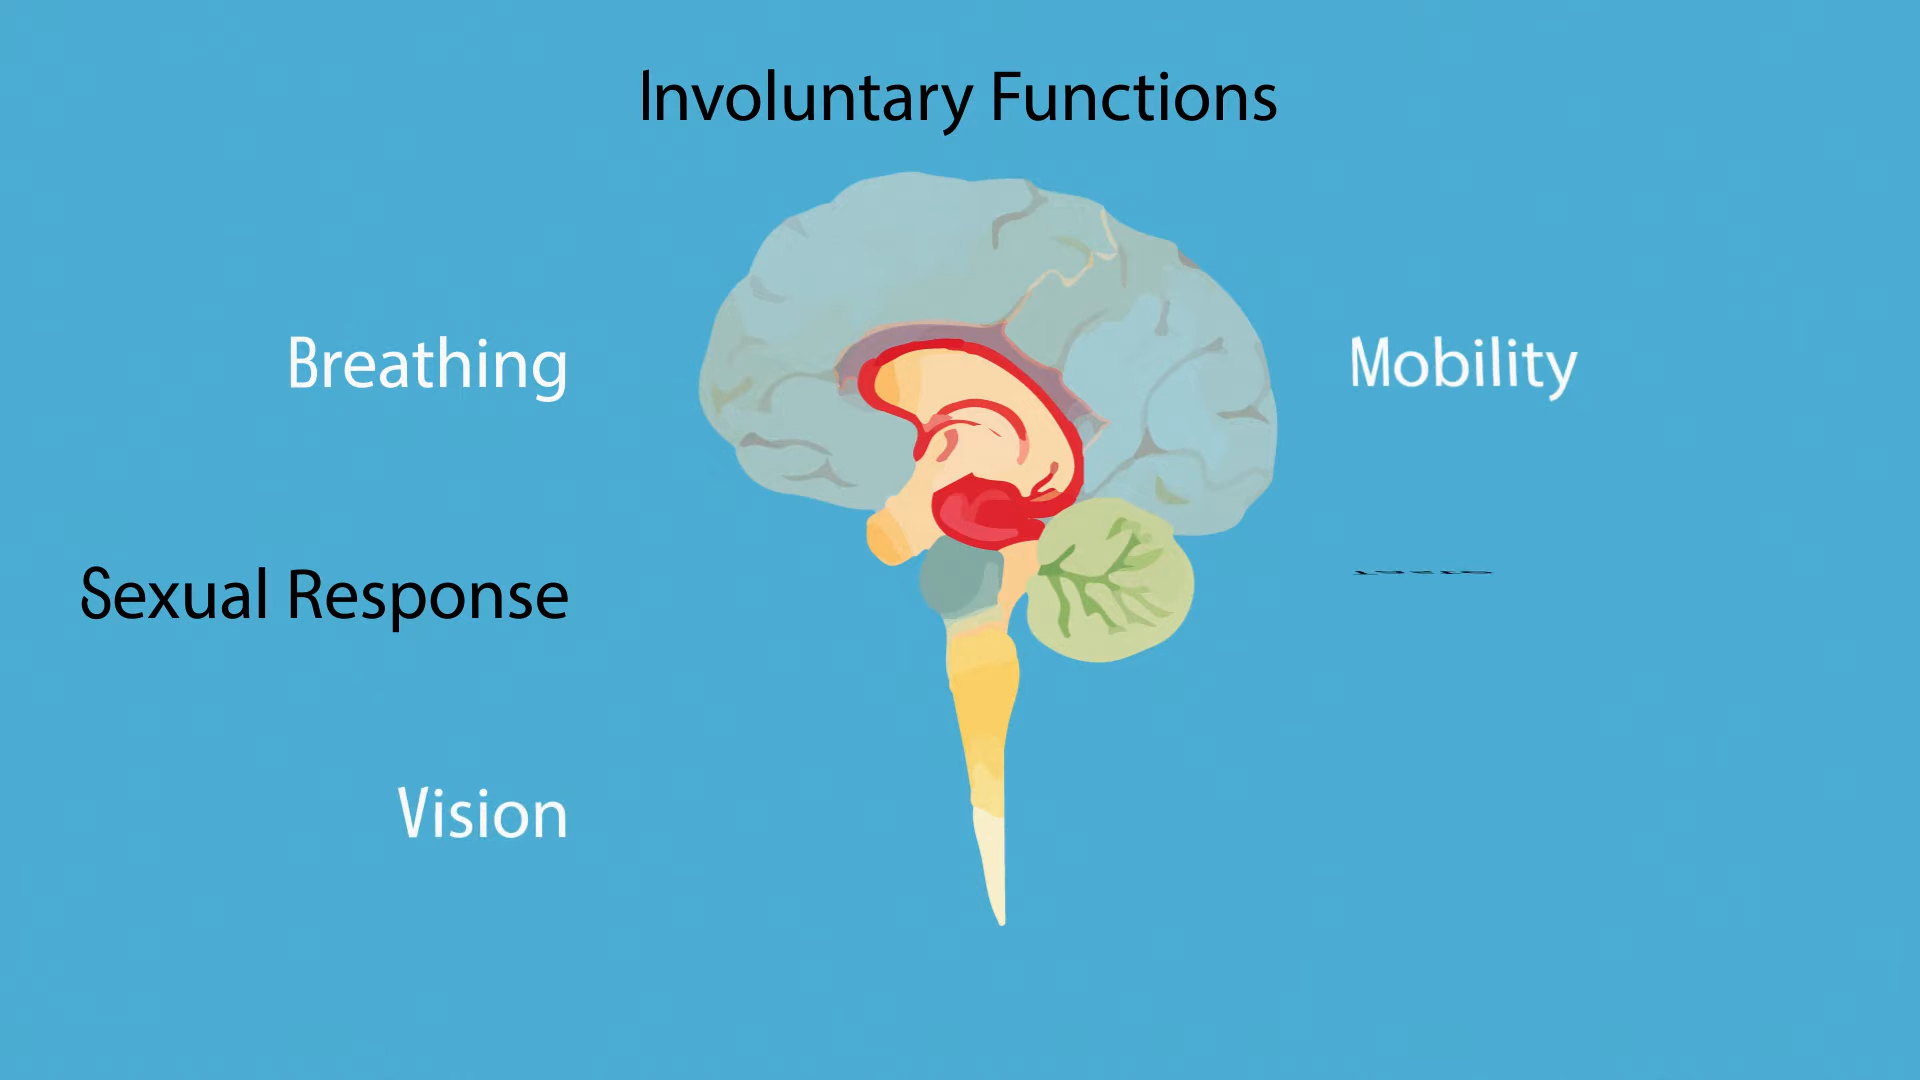 Involuntary Functions
Breathing
Mobility
Sexual Response
Vision